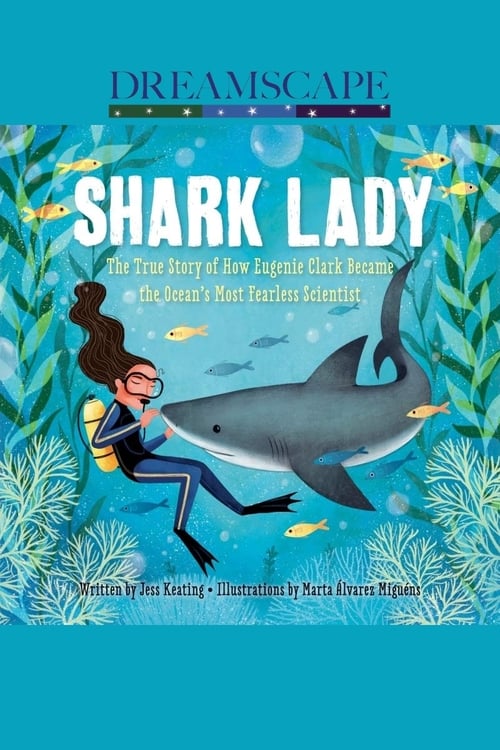 DREAMSCAPE
SHARK LADY
The True Story of How Eugenie Clark Became
the Ocean's Most Fearless Scientist
Written by Jess Keating • Illustrations by Marta Álvarez Miguéns